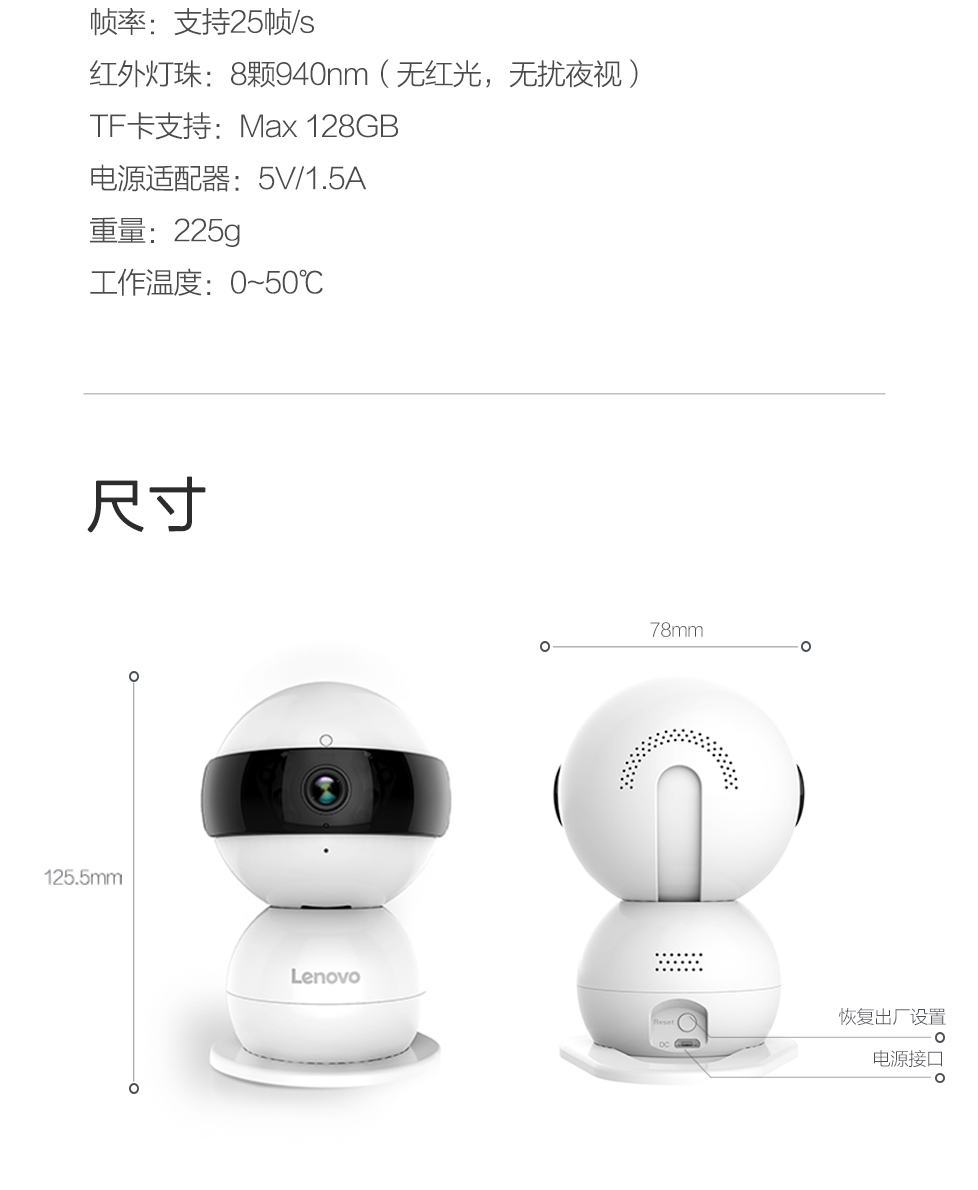 帧率：支持25帧/s
红外灯珠：8颗940nm（无红光，无扰夜视）
TF卡支持：Max 128GB
电源适配器：5V/1.5A
重量：225g
工作温度：0~50℃
尺寸
78mm
125.5mm
Lenovo
恢复出厂设置
Reset
电源接口
DC